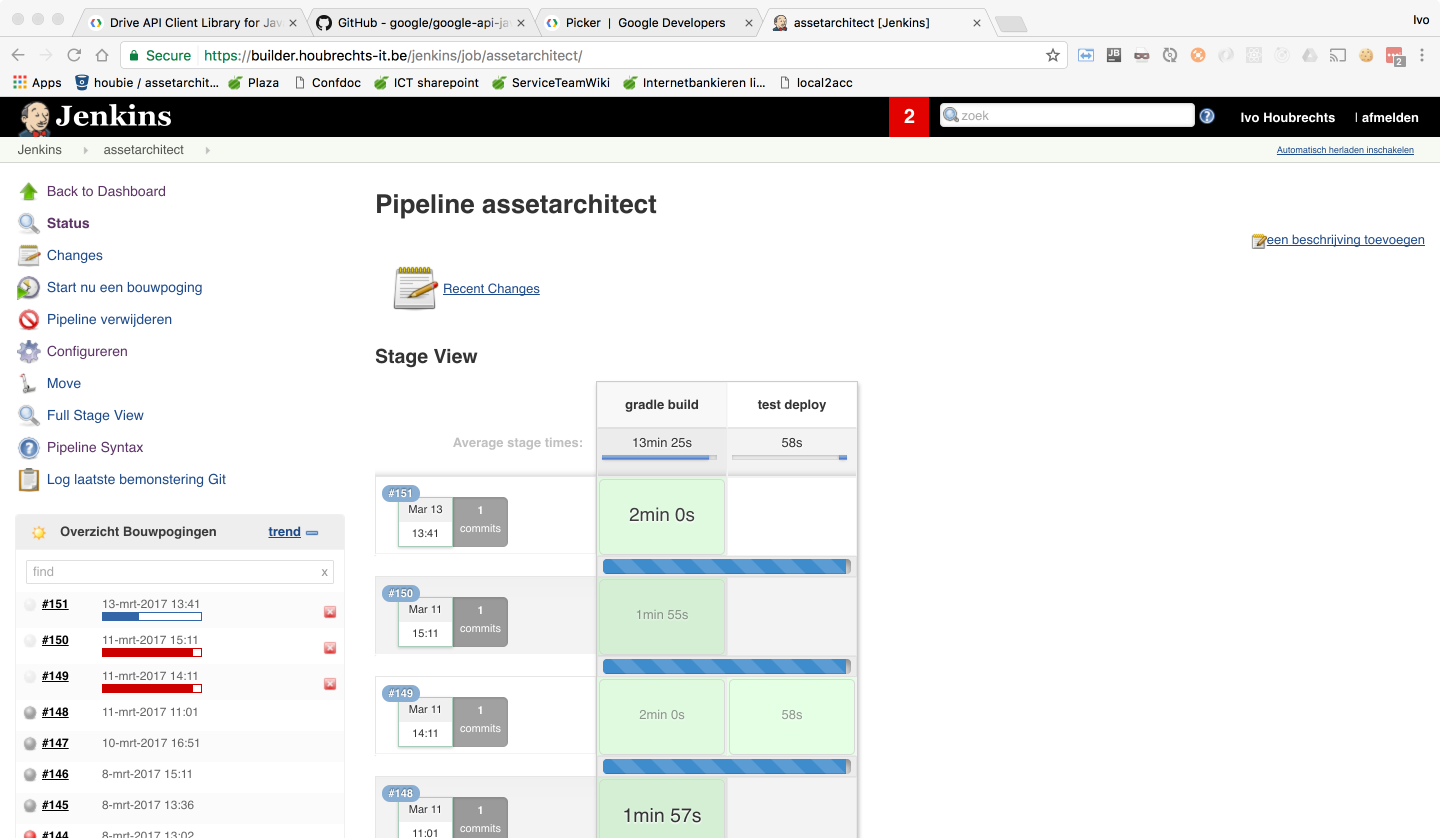 Ivo
Drive API Client Library for Jav
GitHub - google/google-api-ja
Picker | Google Developers
assetarchitect [Jenkins]
Secure https://builder.houbrechts-it.be/jenkins/job/assetarchitect/
JB
2
Apps houbie / assetarchit... Plaza Confdoc ICT sharepoint ServiceTeamWiki Internetbankieren li... local2acc
Jenkins 2 zoek Ivo Houbrechts | afmelden
Jenkins assetarchitect Automatisch herladen inschakelen
Back to Dashboard
Status
Changes
Start nu een bouwpoging
Pipeline verwijderen
Configureren
Move
Full Stage View
Pipeline Syntax
Log laatste bemonstering Git
Overzicht Bouwpogingen trend
find x
#151 13-mrt-2017 13:41
#150 11-mrt-2017 15:11
#149 11-mrt-2017 14:11
#148 11-mrt-2017 11:01
#147 10-mrt-2017 16:51
#146 8-mrt-2017 15:11
#145 8-mrt-2017 13:36
#144 8-mrt-2017 13:02
Pipeline assetarchitect
een beschrijving toevoegen
Recent Changes
Stage View
gradle build test deploy
Average stage times: 13min 25s 58s
#151
Mar 13
13:41
1
commits
2min 0s
#150
Mar 11
15:11
1
commits
1min 55s
#149
Mar 11
14:11
1
commits
2min 0s
58s
#148
Mar 11
11:01
1
commits
1min 57s